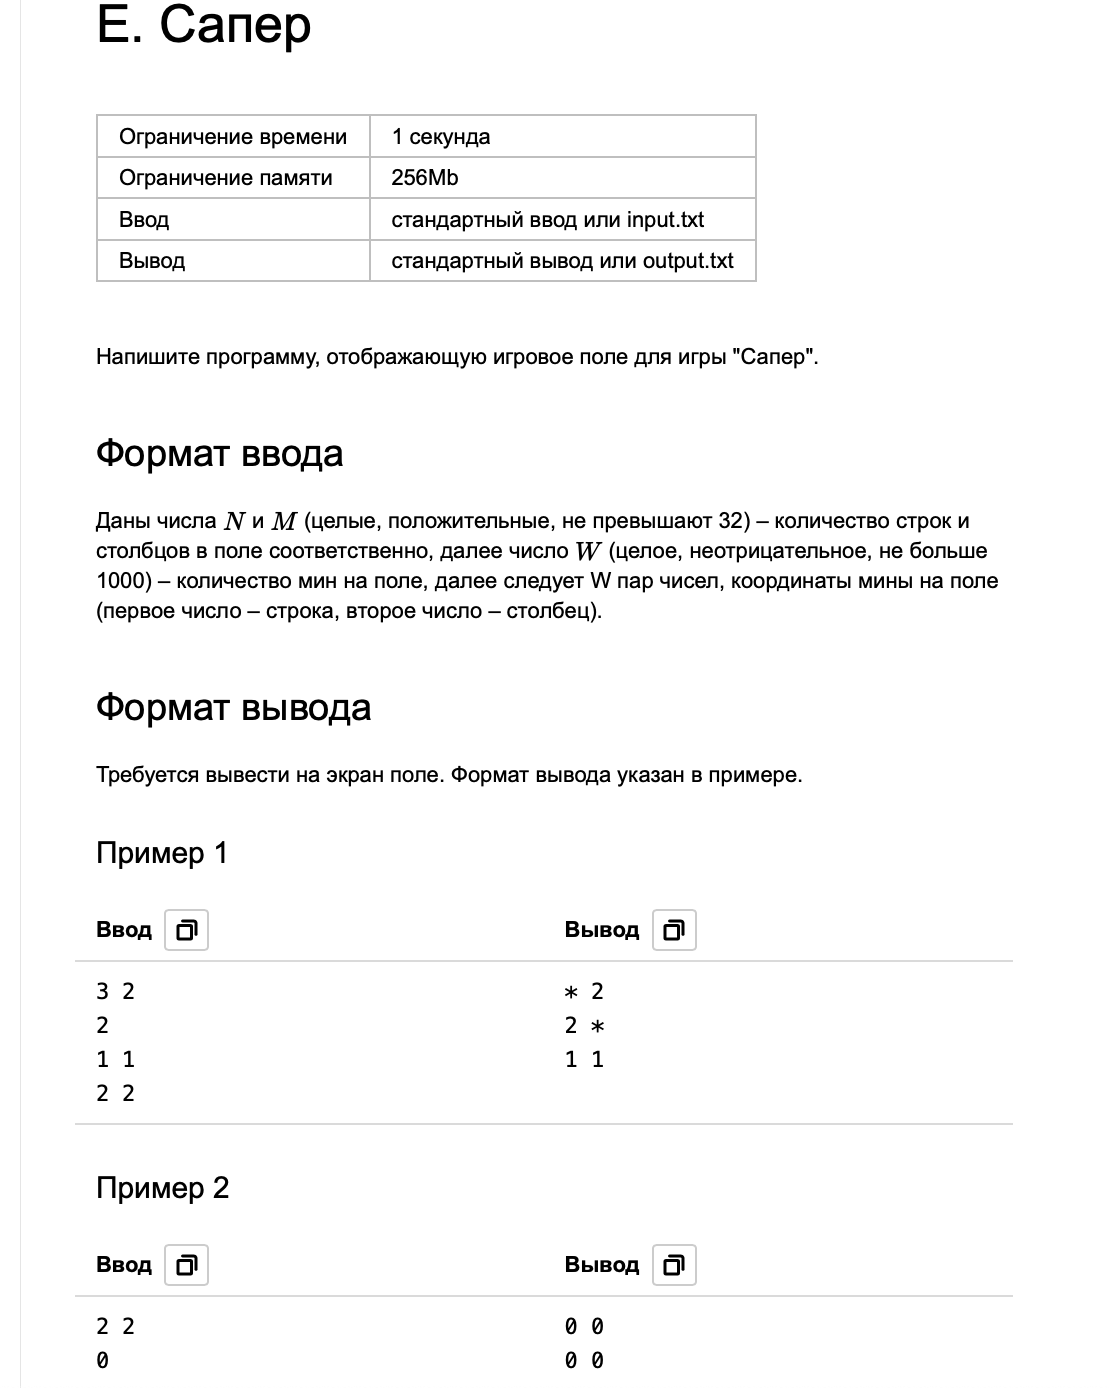 Е. Сапер
Ограничение времени 1 секунда
Ограничение памяти 256Mb
Ввод стандартный ввод или input.txt
Вывод стандартный вывод или output.txt
Напишите программу, отображающую игровое поле для игры "Сапер".
Формат ввода
Даны числа N и M (целые, положительные, не превышают 32) – количество строк и
столбцов в поле соответственно, далее число W (целое, неотрицательное, не больше
1000) – количество мин на поле, далее следует W пар чисел, координаты мины на поле
(первое число – строка, второе число – столбец).
Формат вывода
Требуется вывести на экран поле. Формат вывода указан в примере.
Пример 1
Ввод Вывод
3 2 * 2
2 2 *
1 1 1 1
2 2
Пример 2
Ввод Вывод
2 2 0 0
0 0 0